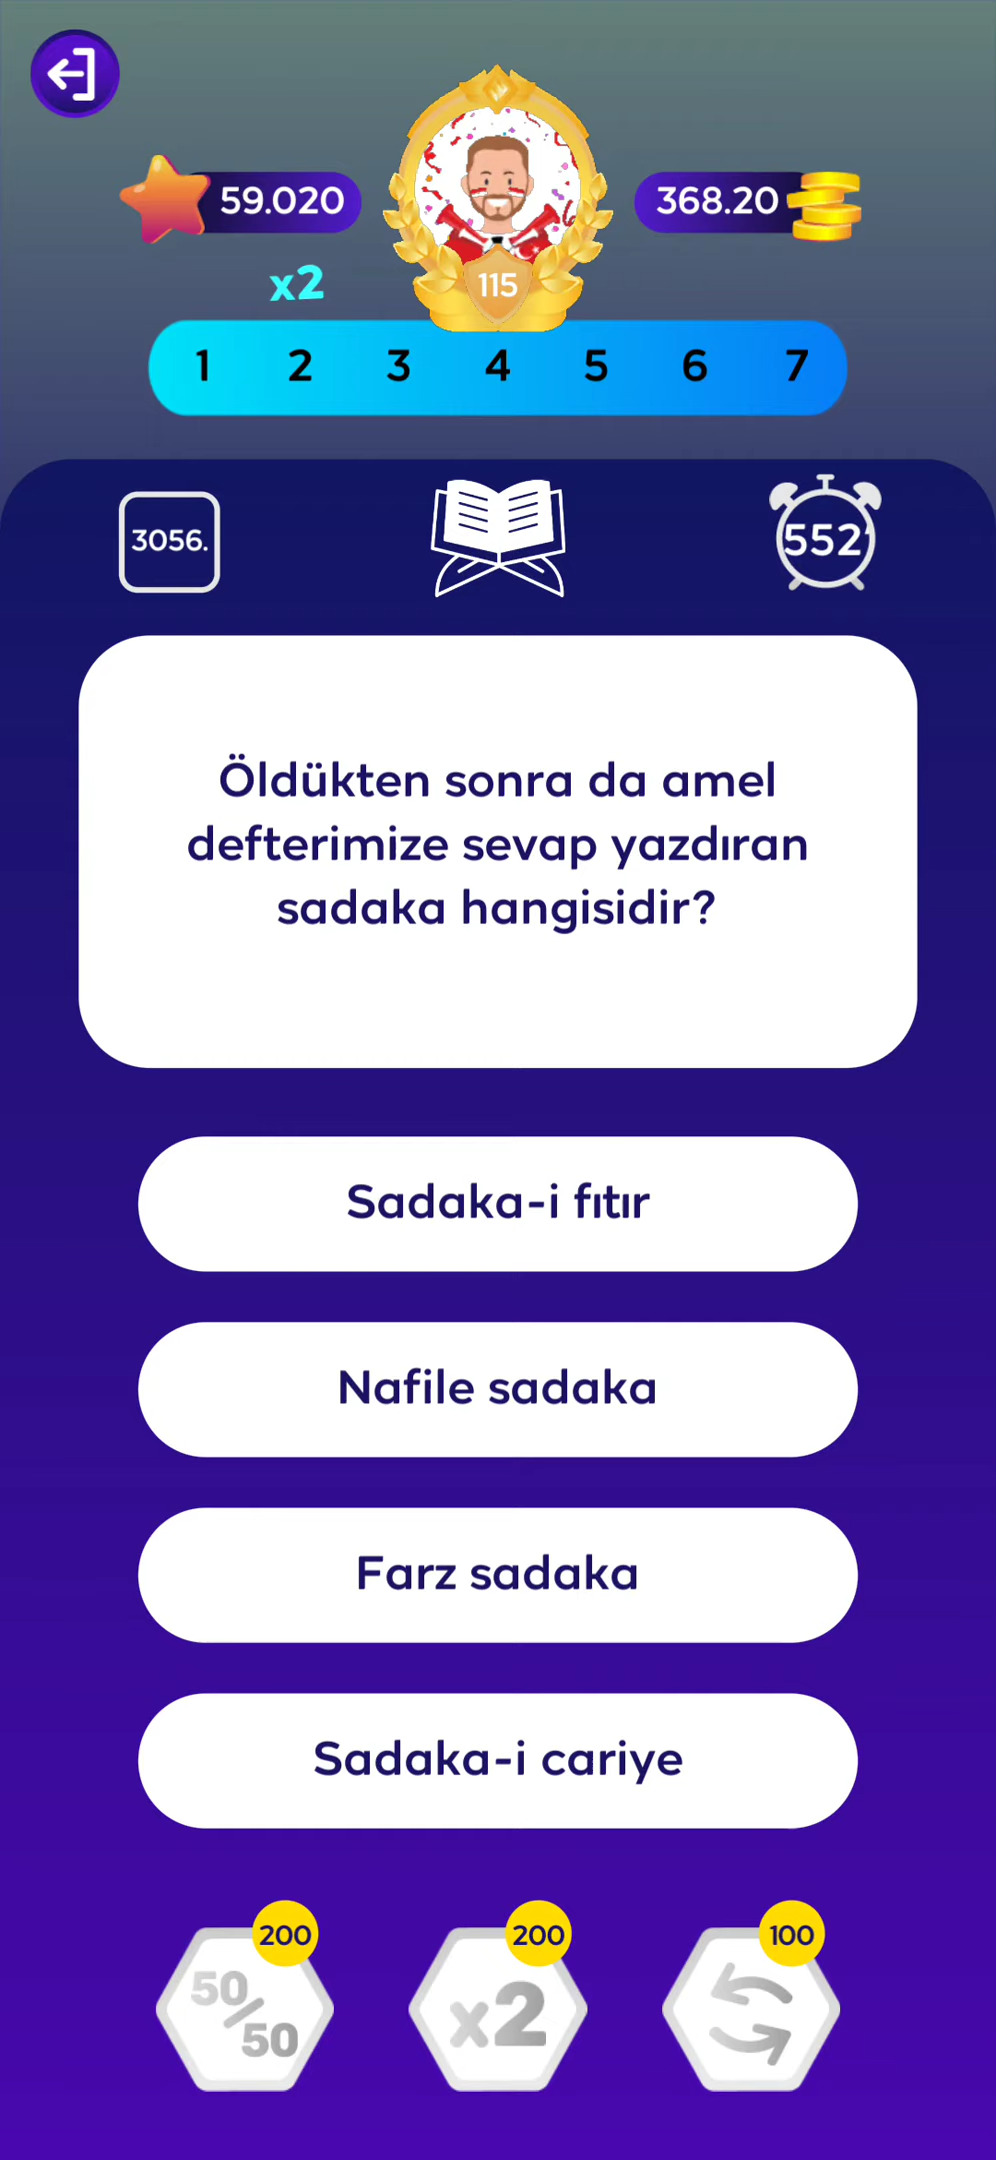 59.020
368.20
x2
115
1 2 3 4 5 6 7
3056.
552
Öldükten sonra da amel
defterimize sevap yazdıran
sadaka hangisidir?
Sadaka-i fıtır
Nafile sadaka
Farz sadaka
Sadaka-i cariye
200
200
100
50/50
x2